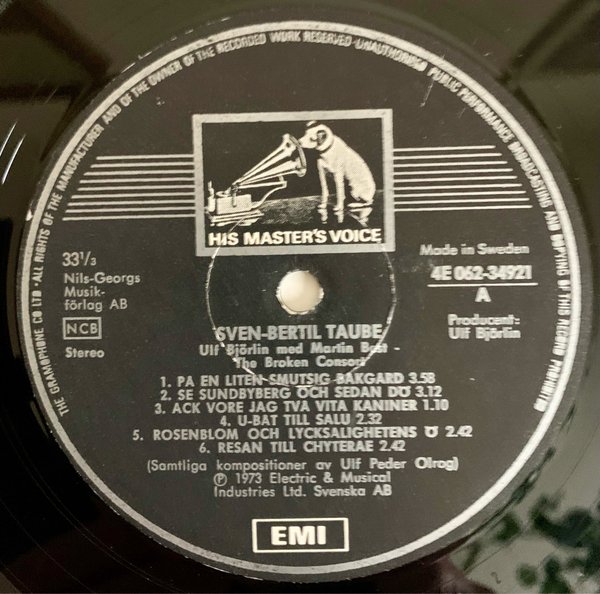 THE GRAMOPHONE CO LTD · ALL RIGHTS OF THE MANUFACTURER AND OF THE OWNER OF THE RECORDED WORK RESERVED · UNAUTHORISED PUBLIC PERFORMANCE BROADCASTING AND COPYING OF THIS RECORD PROHIBITED
HIS MASTER'S VOICE
33 1/3
Nils-Georgs
Musik-
förlag AB
NCB
Stereo
Made in Sweden
4E 062-34921
A
Producent:
Ulf Björlin
SVEN-BERTIL TAUBE
Ulf Björlin med Martin Best -
The Broken Consort
1. PA EN LITEN SMUTSIG BAKGARD 3.58
2. SE SUNDBYBERG OCH SEDAN DÖ 3.12
3. ACK VORE JAG TVA VITA KANINER 1.10
4. U-BAT TILL SALU 2.32
5. ROSENBLOM OCH LYCKSALIGHETENS Ö 2.42
6. RESAN TILL CHYTERAE 2.42
(Samtliga kompositioner av Ulf Peder Olrog)
Ⓟ 1973 Electric & Musical
Industries Ltd. Svenska AB
EMI